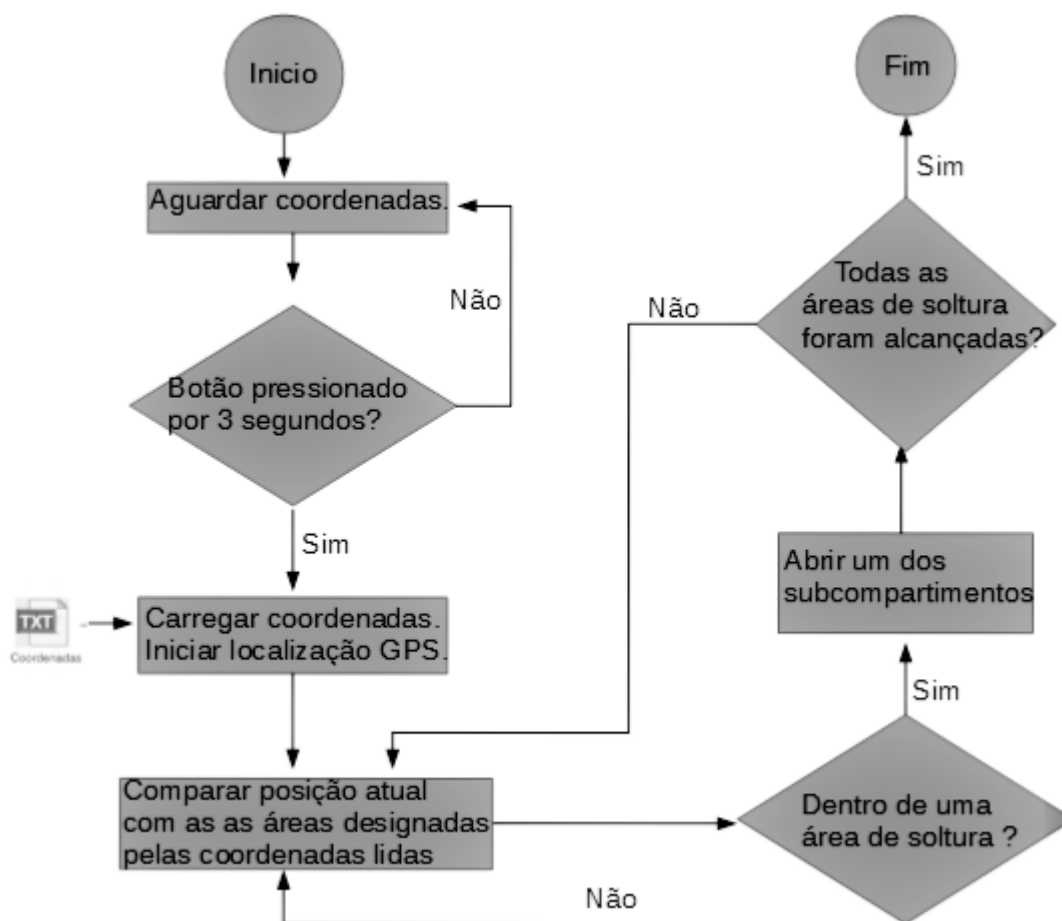 Inicio
Aguardar coordenadas.
Não
Botão pressionado
por 3 segundos?
Sim
TXT
Coordenadas
Carregar coordenadas.
Iniciar localização GPS.
Comparar posição atual
com as as áreas designadas
pelas coordenadas lidas
Não
Dentro de uma
área de soltura ?
Sim
Abrir um dos
subcompartimentos
Todas as
áreas de soltura
foram alcançadas?
Não
Sim
Fim